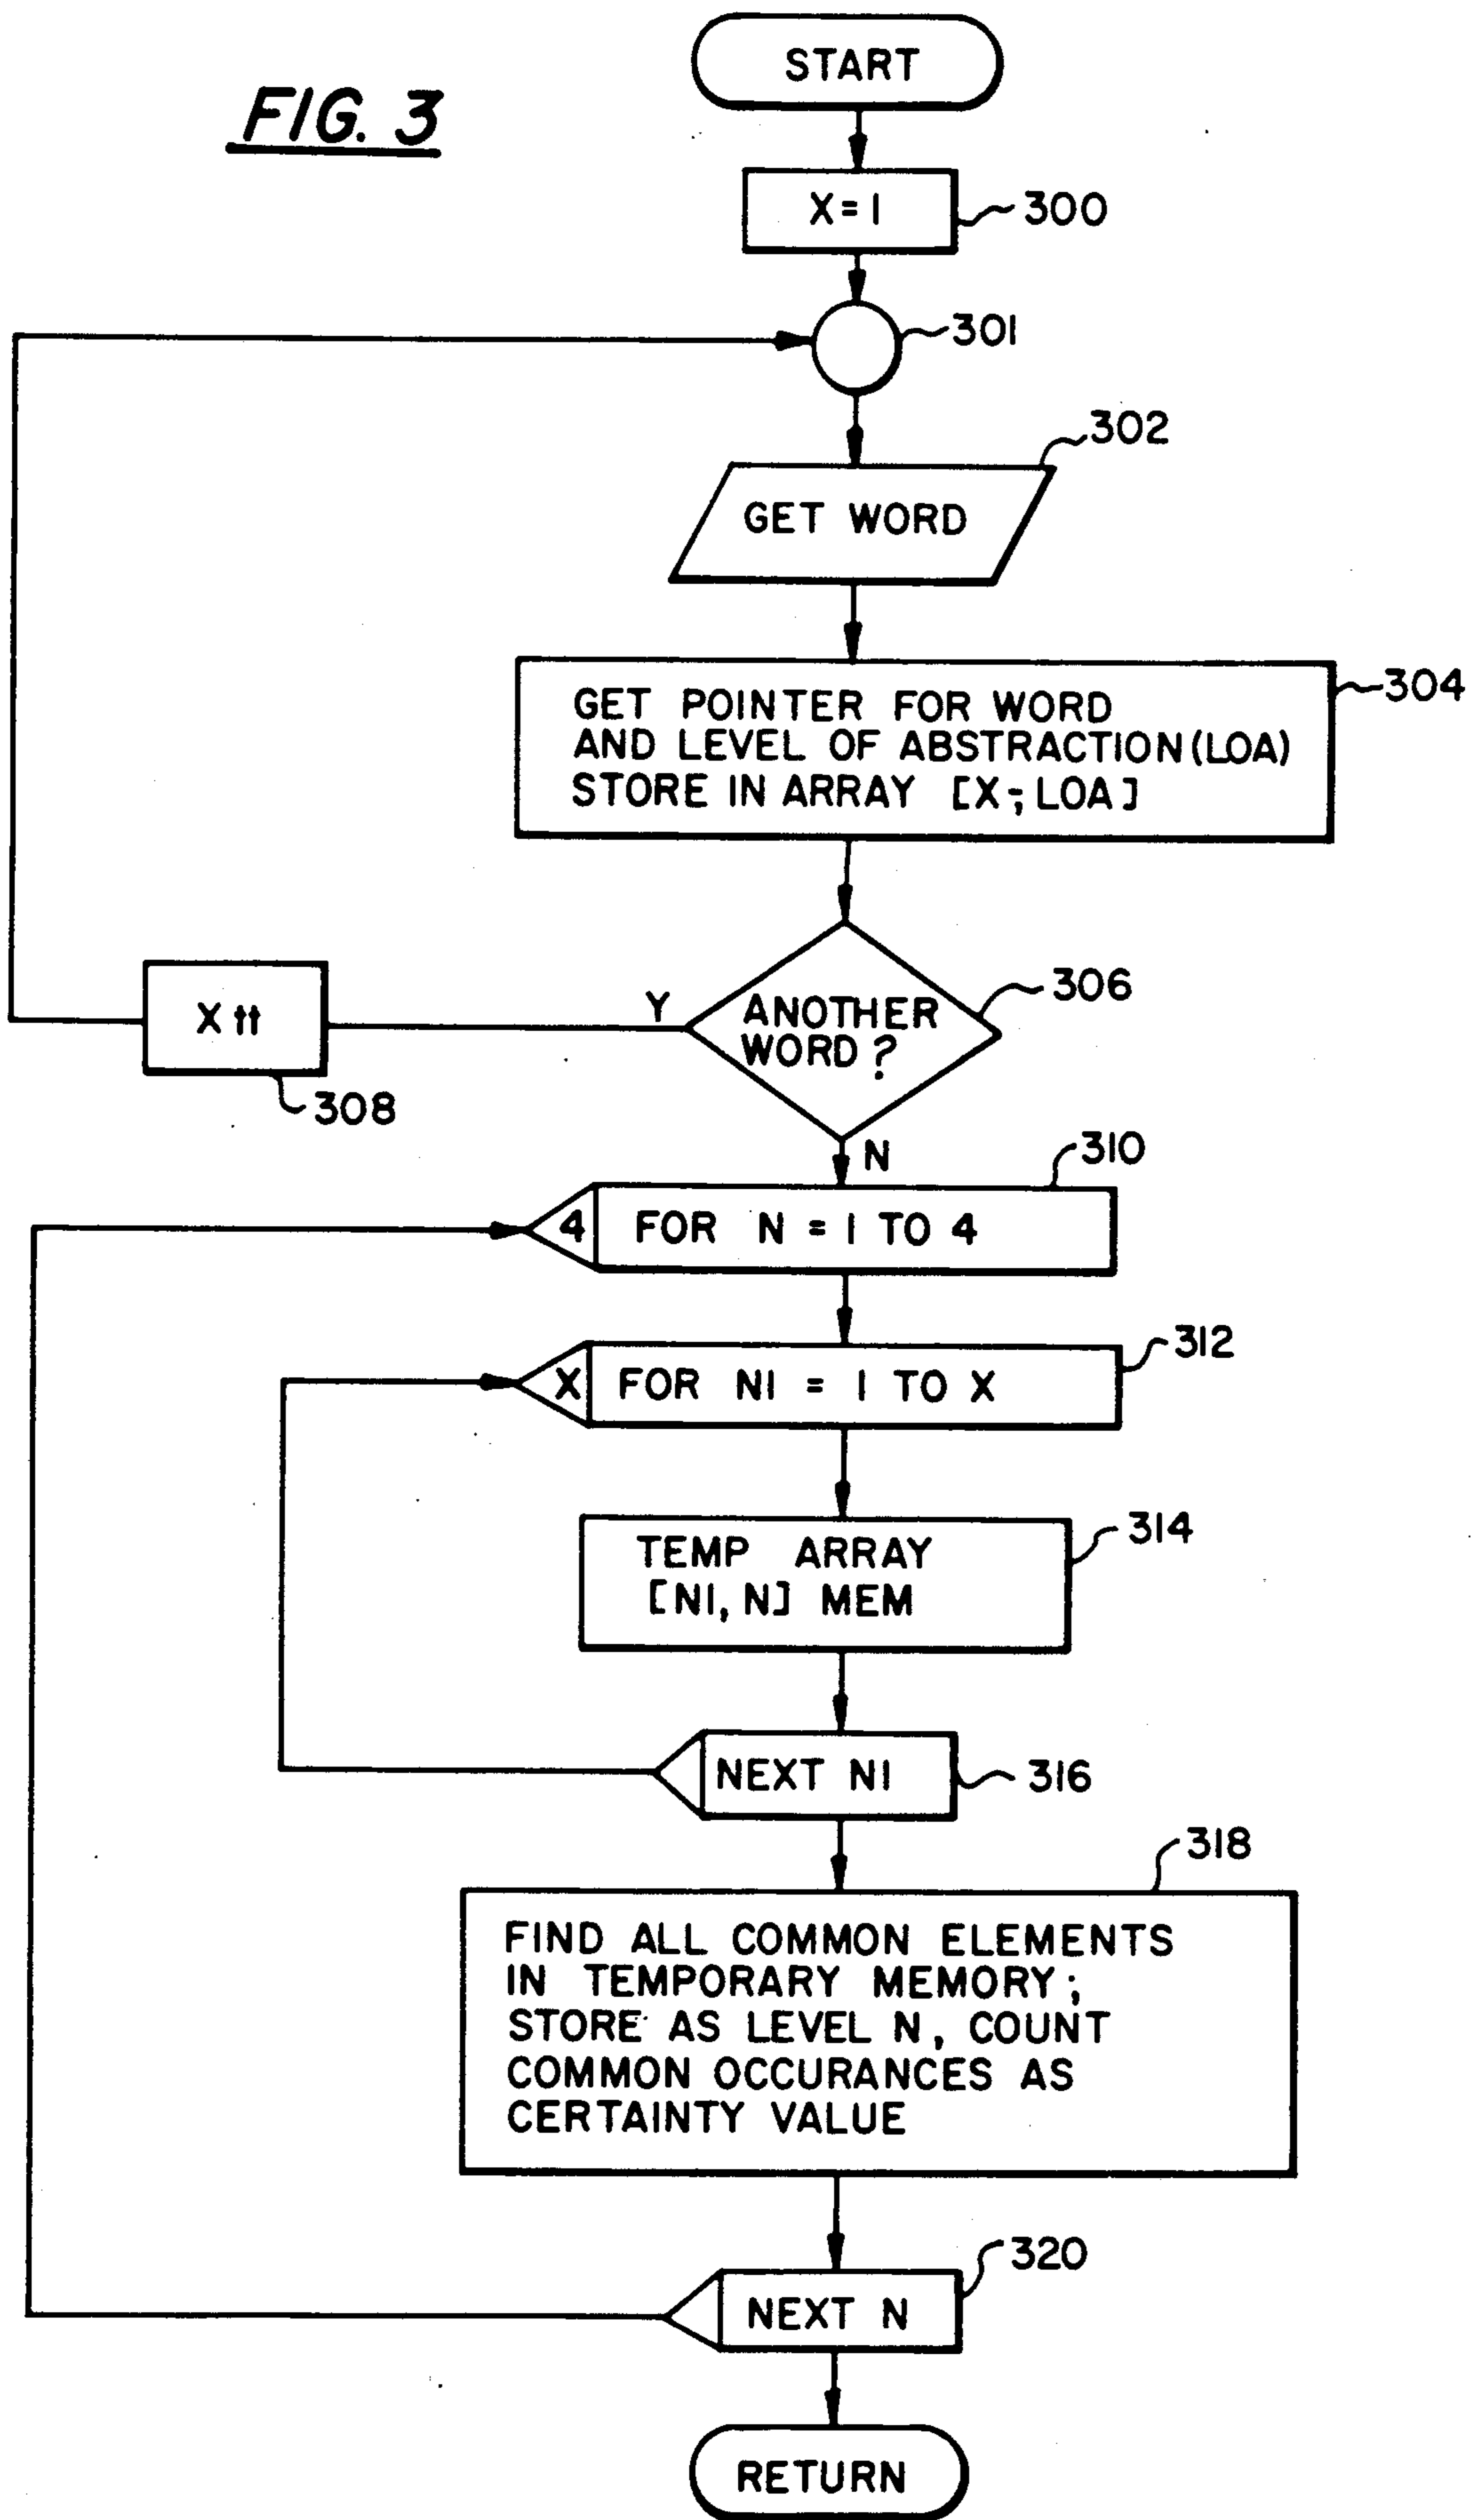 FIG. 3
START
X = 1
300
301
302
GET WORD
304
GET POINTER FOR WORD
AND LEVEL OF ABSTRACTION (LOA)
STORE IN ARRAY [X; LOA]
306
ANOTHER
WORD?
Y
X ⇈
308
N
310
4 FOR N = 1 TO 4
312
X FOR N1 = 1 TO X
314
TEMP ARRAY
[N1, N] MEM
NEXT N1
316
318
FIND ALL COMMON ELEMENTS
IN TEMPORARY MEMORY;
STORE AS LEVEL N, COUNT
COMMON OCCURANCES AS
CERTAINTY VALUE
320
NEXT N
RETURN